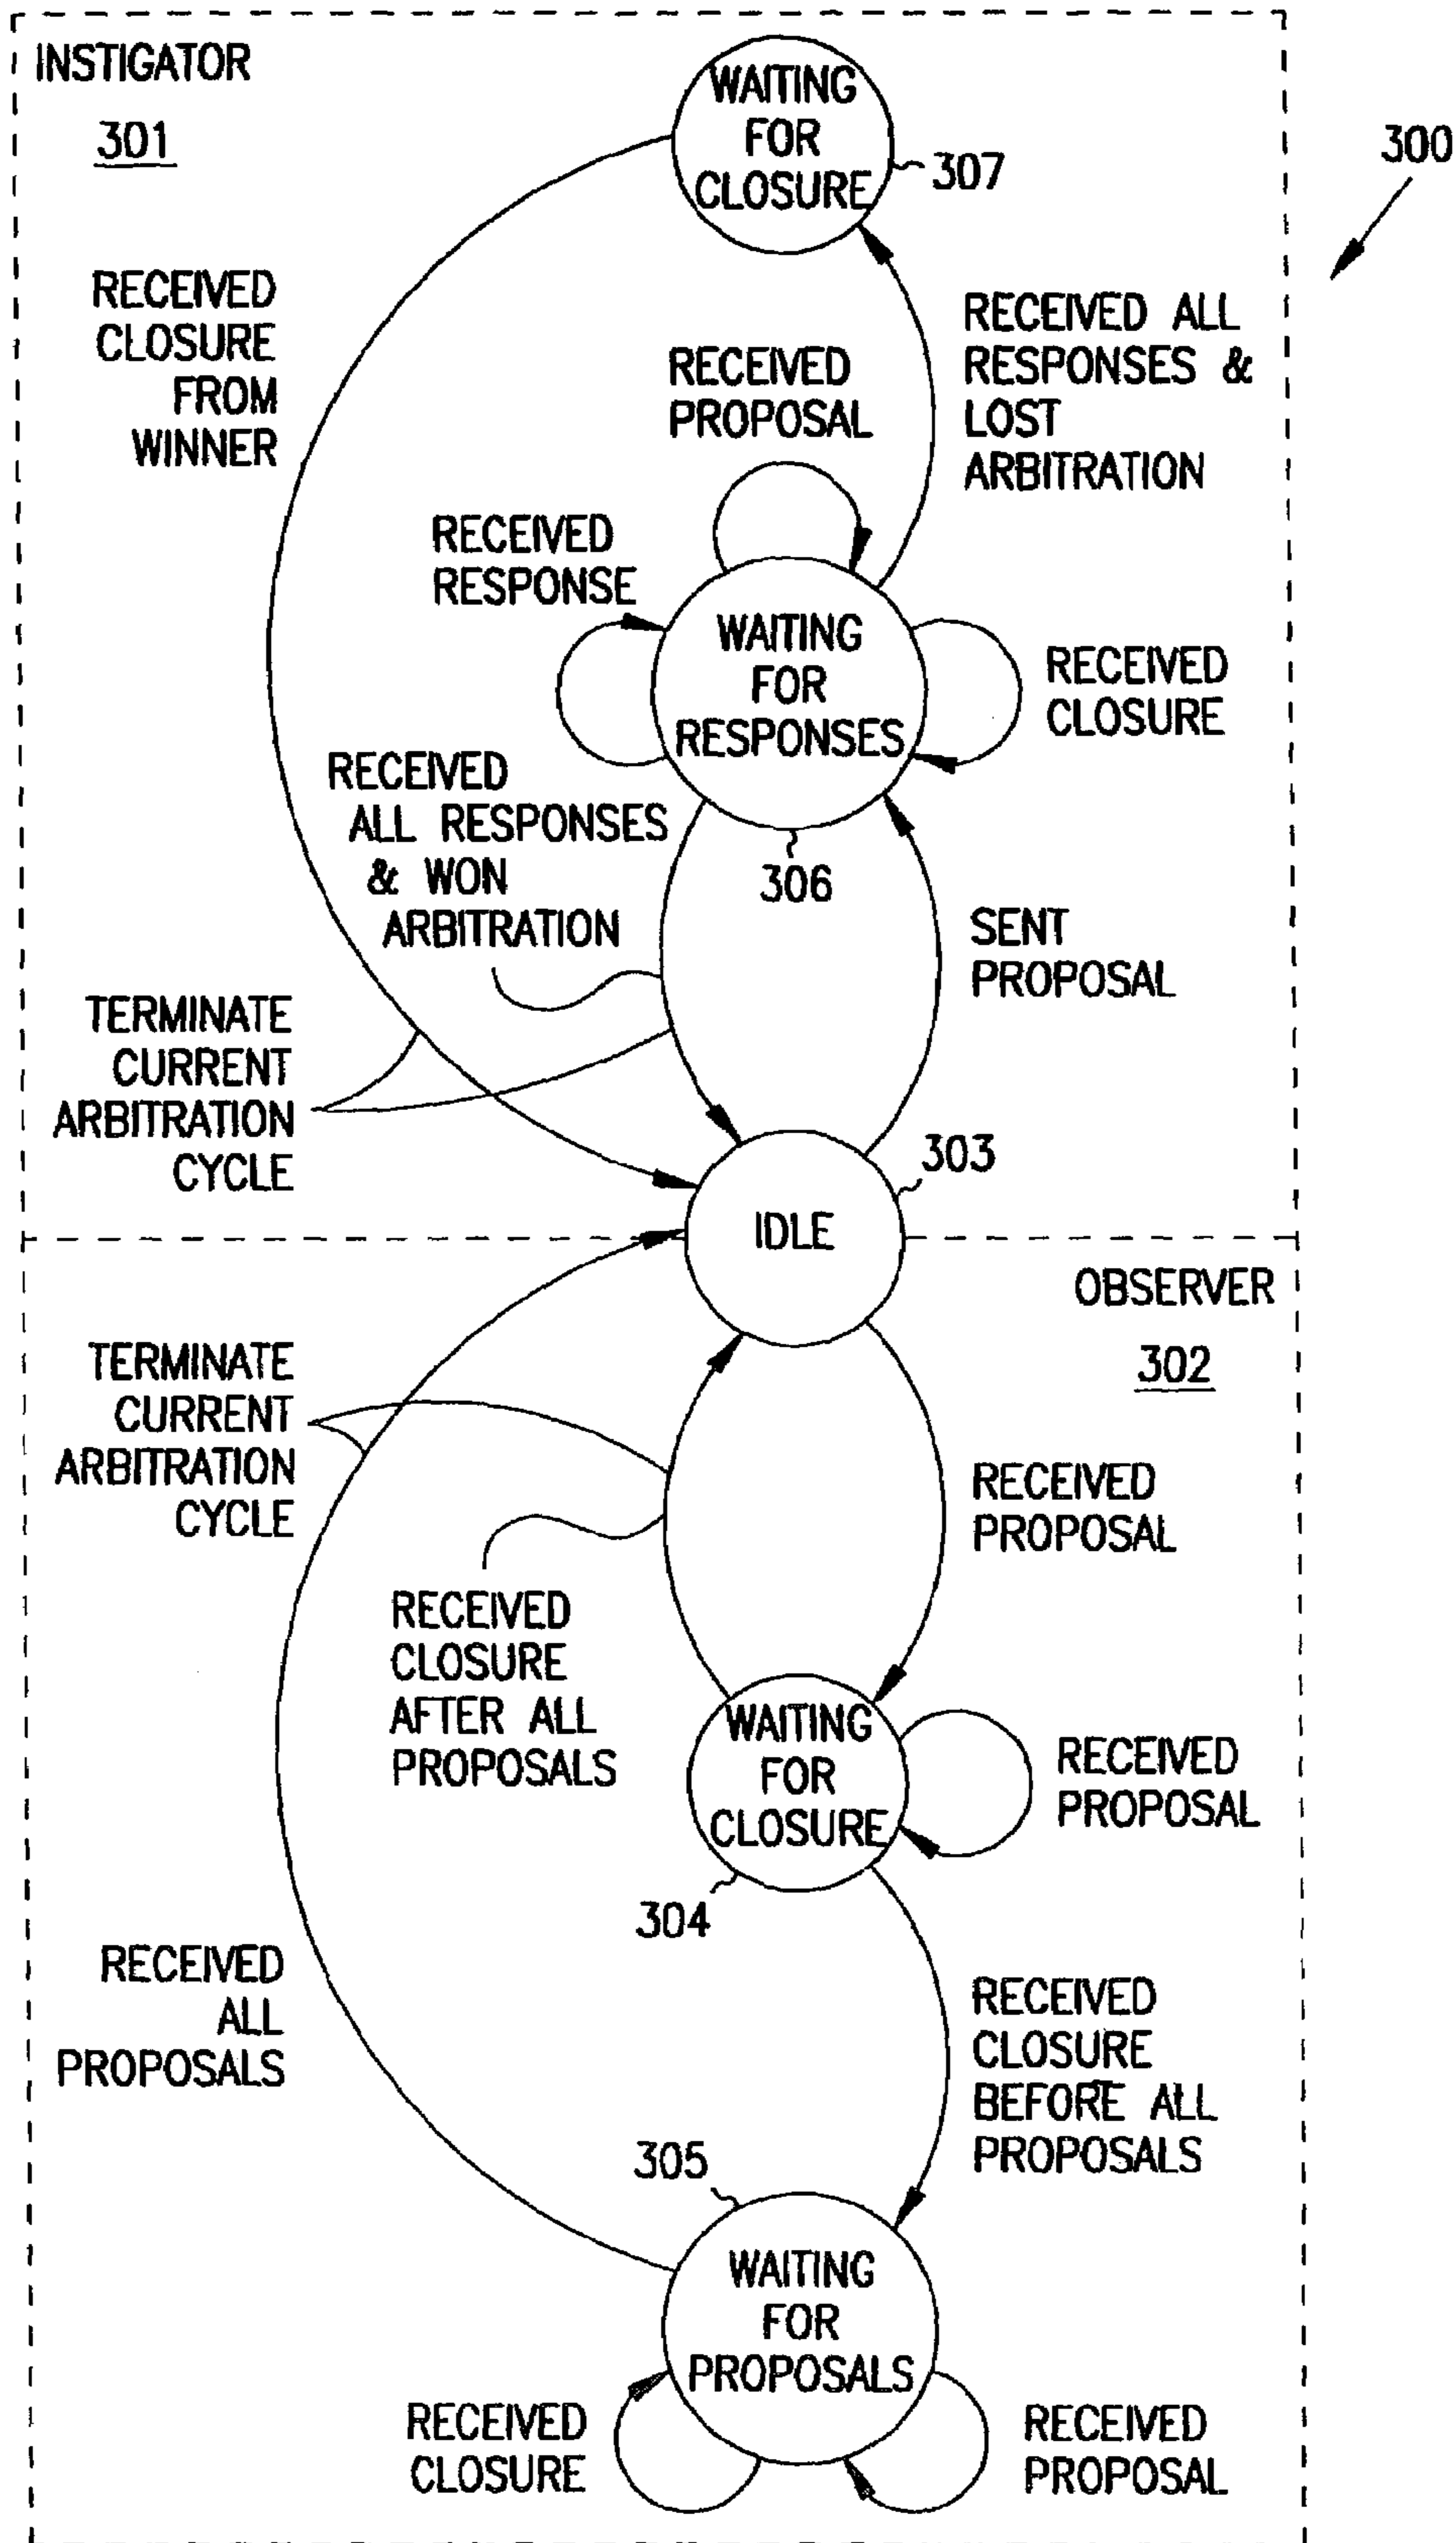 INSTIGATOR
301
WAITING
FOR
CLOSURE
307
300
RECEIVED
CLOSURE
FROM
WINNER
RECEIVED ALL
RESPONSES &
LOST
ARBITRATION
RECEIVED
PROPOSAL
RECEIVED
RESPONSE
WAITING
FOR
RESPONSES
306
RECEIVED
CLOSURE
RECEIVED
ALL RESPONSES
& WON
ARBITRATION
SENT
PROPOSAL
TERMINATE
CURRENT
ARBITRATION
CYCLE
303
IDLE
OBSERVER
302
TERMINATE
CURRENT
ARBITRATION
CYCLE
RECEIVED
PROPOSAL
RECEIVED
CLOSURE
AFTER ALL
PROPOSALS
WAITING
FOR
CLOSURE
304
RECEIVED
PROPOSAL
RECEIVED
ALL
PROPOSALS
RECEIVED
CLOSURE
BEFORE ALL
PROPOSALS
305
WAITING
FOR
PROPOSALS
RECEIVED
CLOSURE
RECEIVED
PROPOSAL